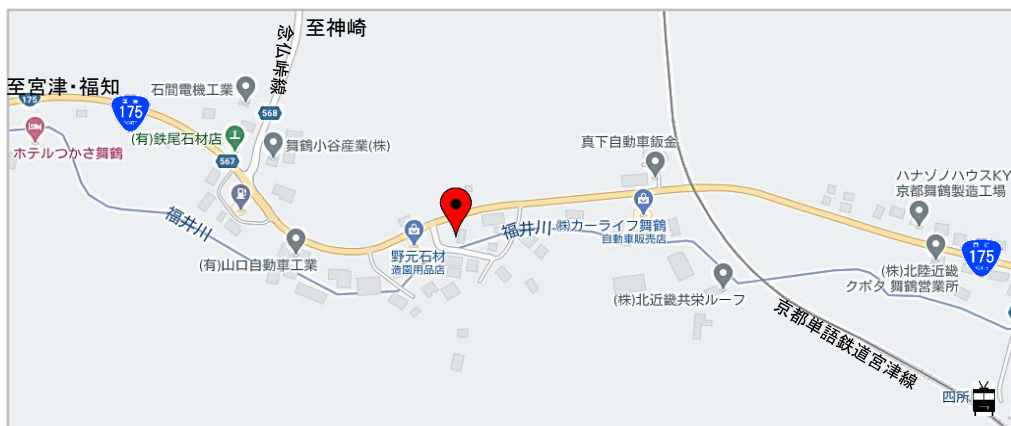 至神崎
念仏峠線
至宮津・福知
175
175
石間電機工業
568
(有)鉄尾石材店
舞鶴小谷産業(株)
ホテルつかさ舞鶴
567
真下自動車鈑金
ハナゾノハウスKY
京都舞鶴製造工場
福井川
福井川
(株)カーライフ舞鶴
自動車販売店
野元石材
造園用品店
(有)山口自動車工業
175
(株)北陸近畿
クボタ 舞鶴営業所
(株)北近畿共栄ルーフ
京都単語鉄道宮津線
四所